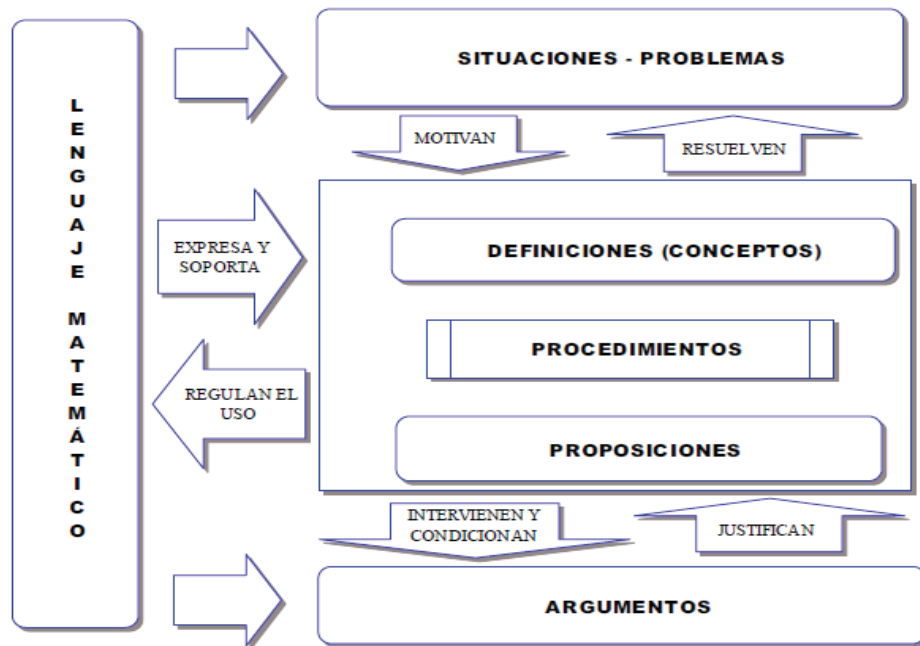 LENGUAJE MATEMÁTICO
SITUACIONES - PROBLEMAS
MOTIVAN
RESUELVEN
EXPRESA Y
SOPORTA
DEFINICIONES (CONCEPTOS)
PROCEDIMIENTOS
REGULAN EL
USO
PROPOSICIONES
INTERVIENEN Y
CONDICIONAN
JUSTIFICAN
ARGUMENTOS